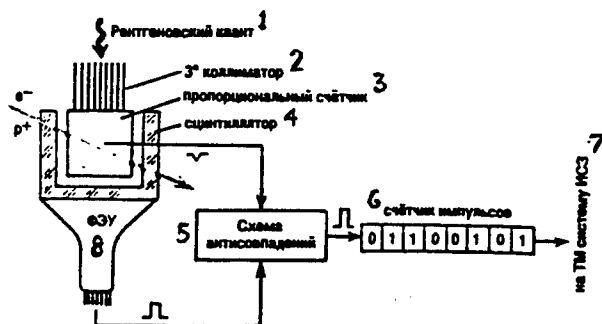 Рентгеновский квант 1
3° коллиматор 2
пропорциональный счётчик 3
сцинтиллятор 4
e⁻
p⁺
ФЭУ
8
5
Схема
антисовпадений
6
счётчик импульсов
0 1 1 0 0 1 0 1
на ТМ систему ИСЗ 7